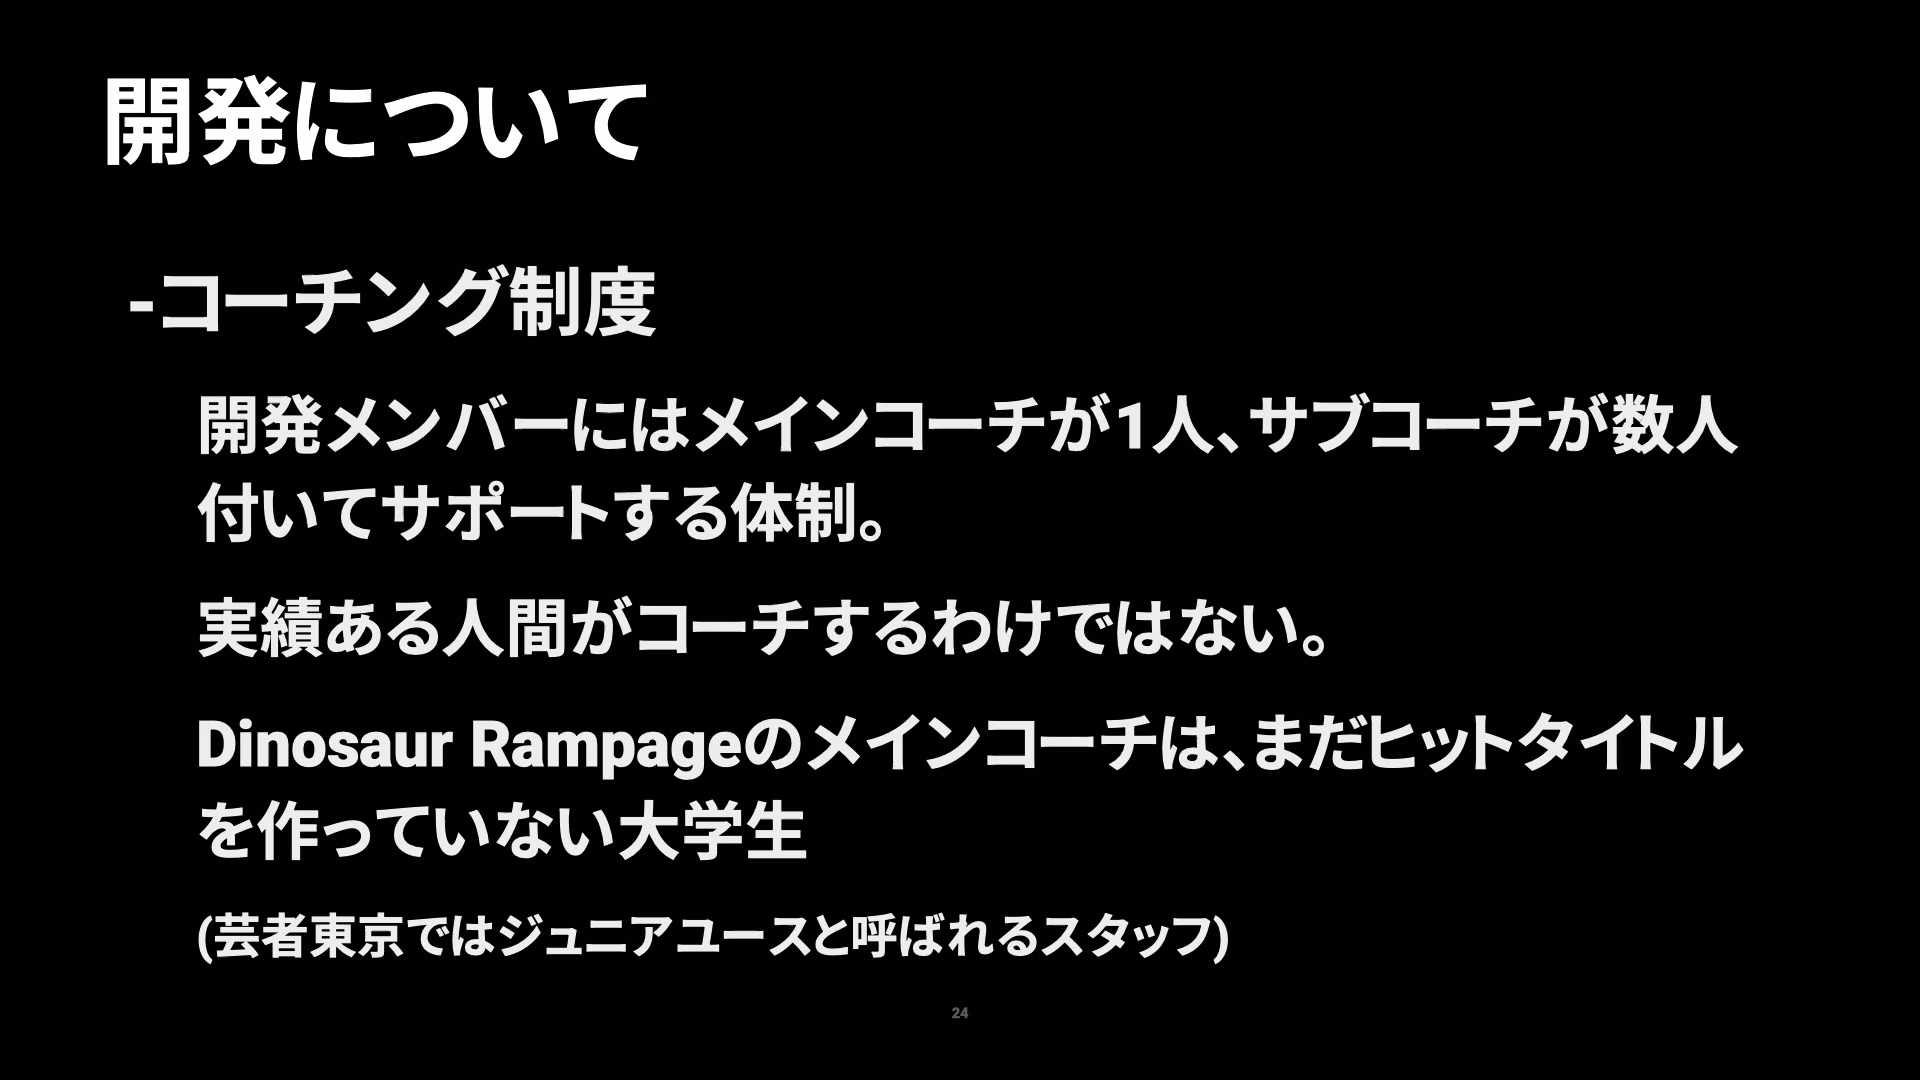 開発について
-コーチング制度
開発メンバーにはメインコーチが1人、サブコーチが数人
付いてサポートする体制。
実績ある人間がコーチするわけではない。
Dinosaur Rampageのメインコーチは、まだヒットタイトル
を作っていない大学生
(芸者東京ではジュニアユースと呼ばれるスタッフ)
24